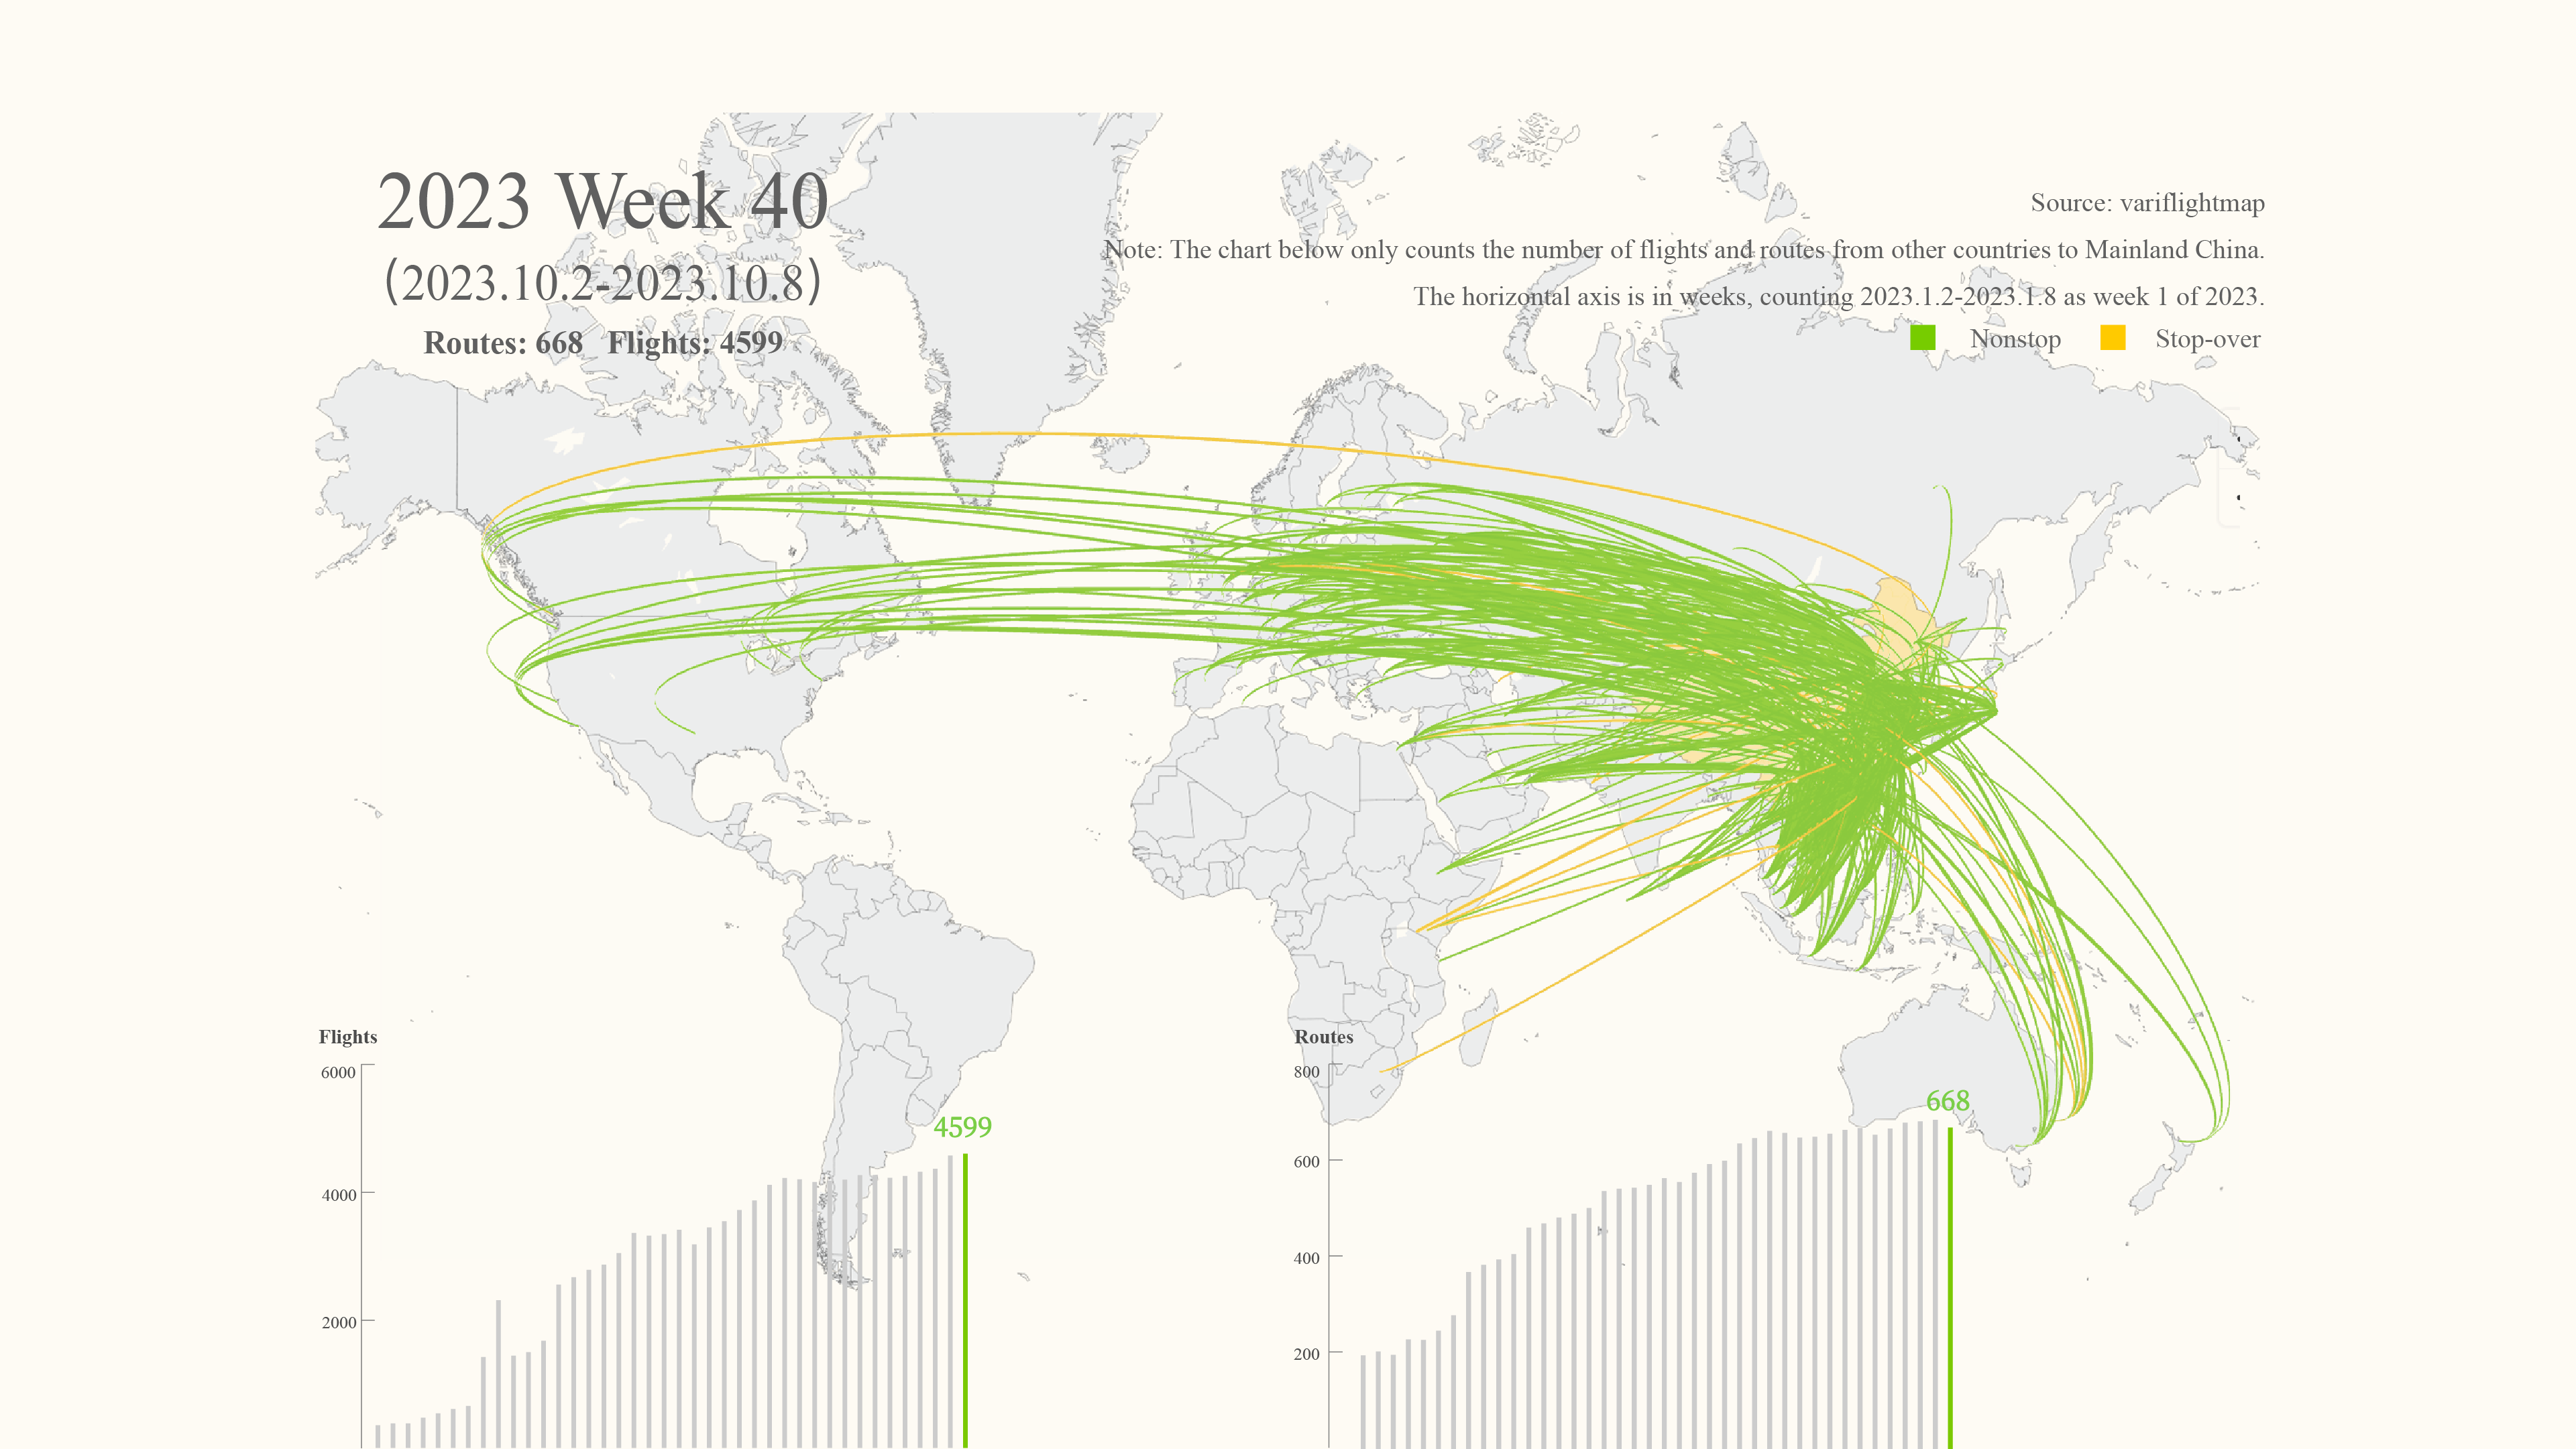 2023 Week 40
(2023.10.2-2023.10.8)
Routes: 668 Flights: 4599
Source: variflightmap
Note: The chart below only counts the number of flights and routes from other countries to Mainland China.
The horizontal axis is in weeks, counting 2023.1.2-2023.1.8 as week 1 of 2023.
Nonstop Stop-over
Flights
6000
4000
2000
4599
Routes
800
600
400
200
668